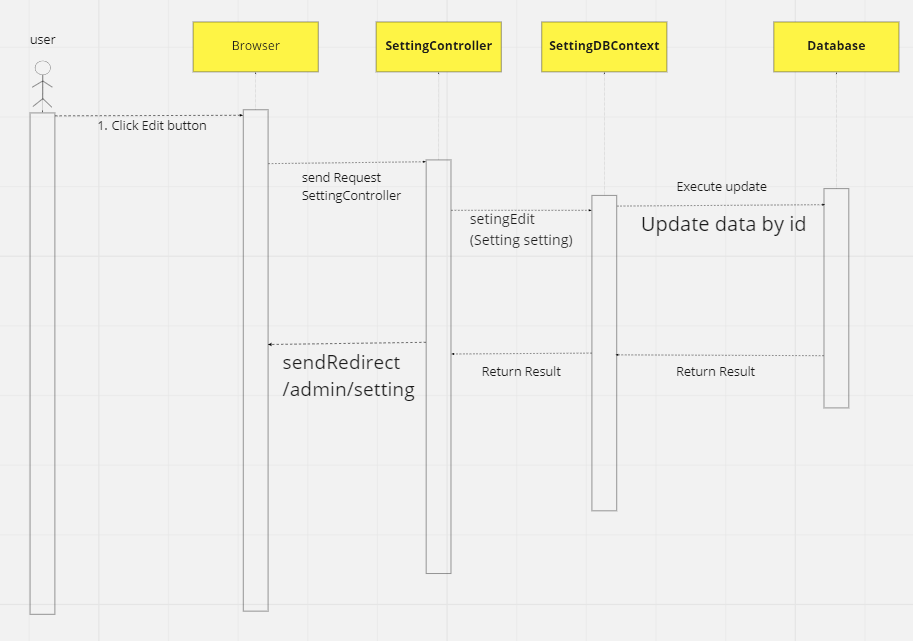 user
Browser
SettingController
SettingDBContext
Database
1. Click Edit button
send Request
SettingController
setingEdit
(Setting setting)
Execute update
Update data by id
sendRedirect
/admin/setting
Return Result
Return Result